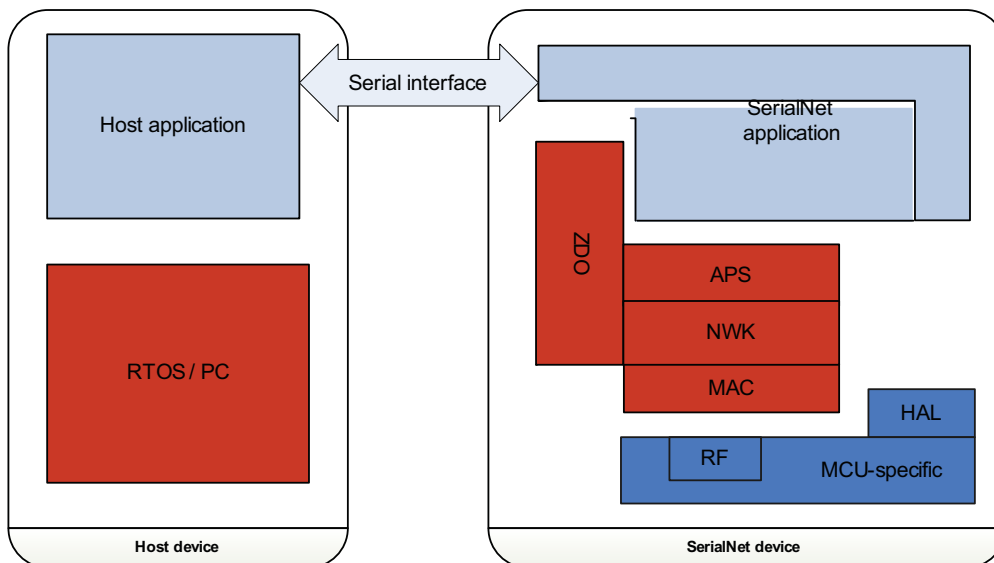 Serial interface
Host application
SerialNet
application
ZDO
APS
NWK
MAC
RTOS / PC
HAL
RF
MCU-specific
Host device
SerialNet device